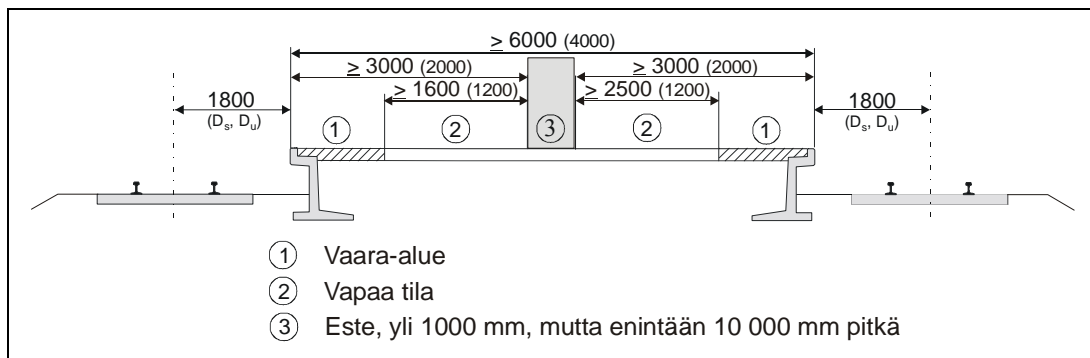 ≥ 6000 (4000)
≥ 3000 (2000) ≥ 3000 (2000)
≥ 1600 (1200) ≥ 2500 (1200)
1800 1800
(Ds, Du) (Ds, Du)
1 2 3 2 1
1 Vaara-alue
2 Vapaa tila
3 Este, yli 1000 mm, mutta enintään 10 000 mm pitkä